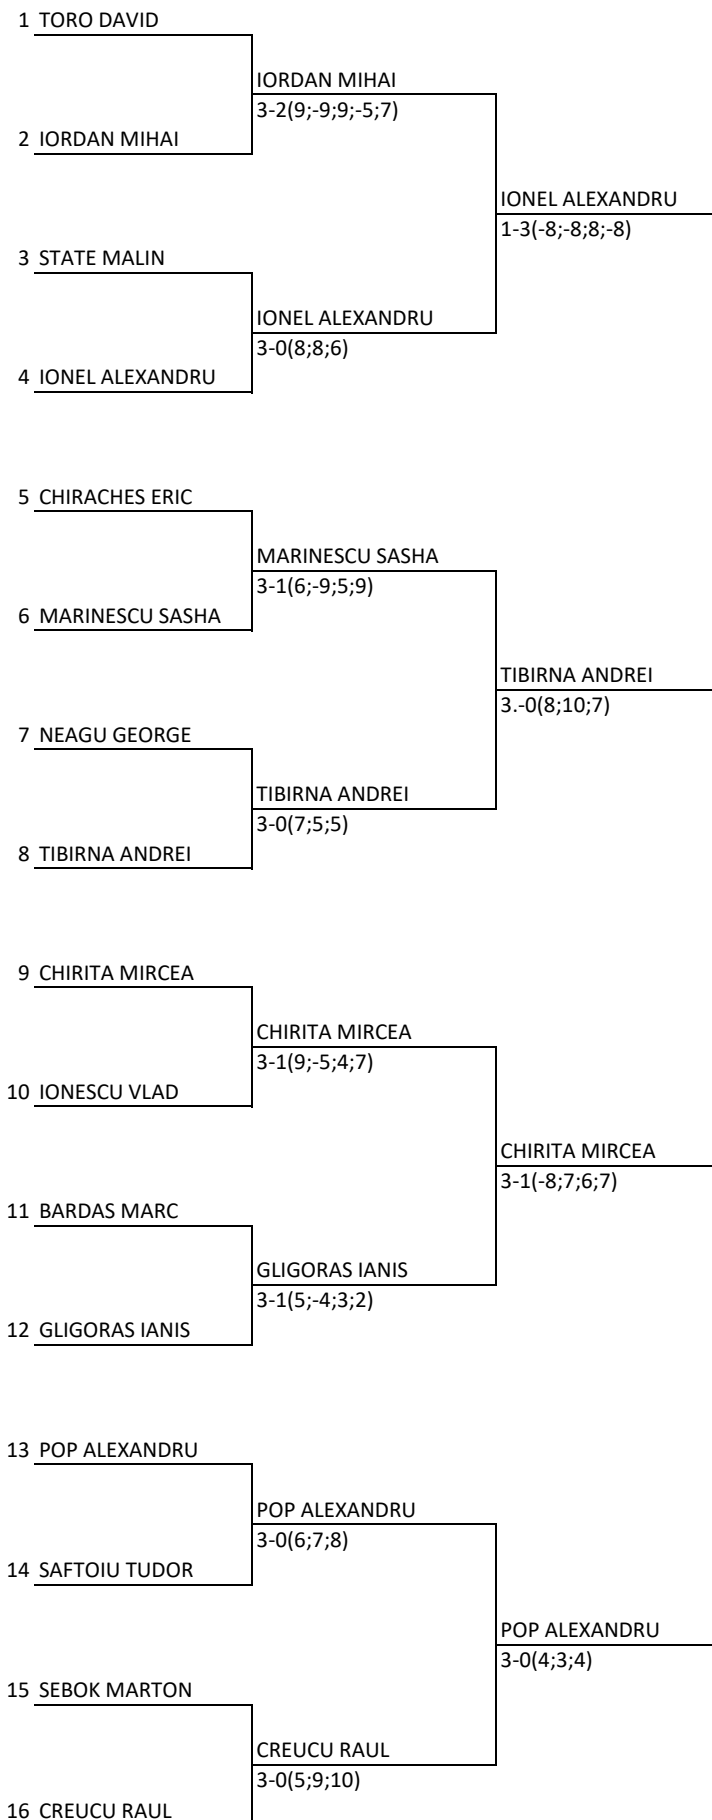 1 TORO DAVID
IORDAN MIHAI
3-2(9;-9;9;-5;7)
2 IORDAN MIHAI
IONEL ALEXANDRU
1-3(-8;-8;8;-8)
3 STATE MALIN
IONEL ALEXANDRU
3-0(8;8;6)
4 IONEL ALEXANDRU
5 CHIRACHES ERIC
MARINESCU SASHA
3-1(6;-9;5;9)
6 MARINESCU SASHA
TIBIRNA ANDREI
3.-0(8;10;7)
7 NEAGU GEORGE
TIBIRNA ANDREI
3-0(7;5;5)
8 TIBIRNA ANDREI
9 CHIRITA MIRCEA
CHIRITA MIRCEA
3-1(9;-5;4;7)
10 IONESCU VLAD
CHIRITA MIRCEA
3-1(-8;7;6;7)
11 BARDAS MARC
GLIGORAS IANIS
3-1(5;-4;3;2)
12 GLIGORAS IANIS
13 POP ALEXANDRU
POP ALEXANDRU
3-0(6;7;8)
14 SAFTOIU TUDOR
POP ALEXANDRU
3-0(4;3;4)
15 SEBOK MARTON
CREUCU RAUL
3-0(5;9;10)
16 CREUCU RAUL